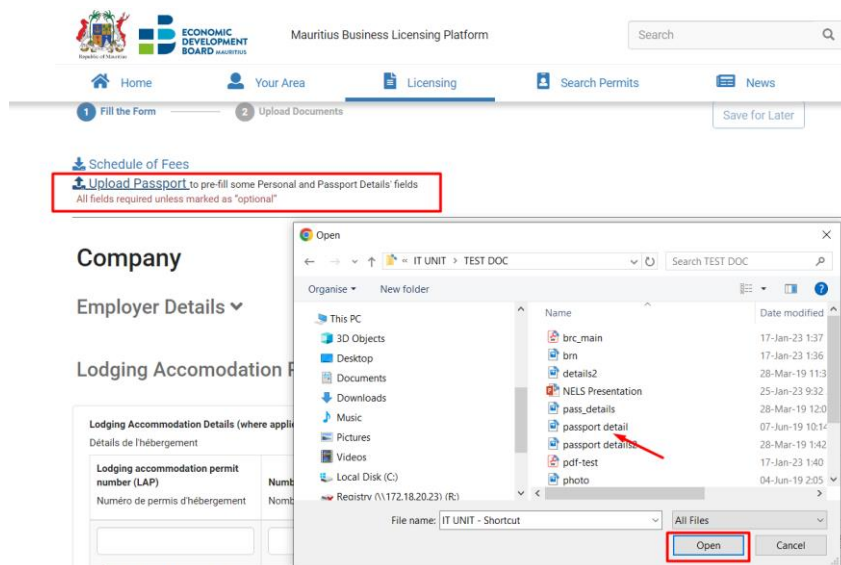 ECONOMIC
DEVELOPMENT
BOARD MAURITIUS
Republic of Mauritius
Mauritius Business Licensing Platform
Search
Home
Your Area
Licensing
Search Permits
News
1 Fill the Form
2 Upload Documents
Save for Later
Schedule of Fees
Upload Passport to pre-fill some Personal and Passport Details' fields
All fields required unless marked as "optional"
Company
Employer Details
Lodging Accomodation
Lodging Accommodation Details (where
Détails de l'hébergement
Lodging accommodation permit
number (LAP)
Numéro de permis d'hébergement
Open
« IT UNIT > TEST DOC
Search TEST DOC
Organise
New folder
This PC
3D Objects
Desktop
Documents
Downloads
Music
Pictures
Videos
Local Disk (C:)
Registry (\\172.18.20.23) (R:)
Name
Date modified
brc_main
17-Jan-23 1:37
brn
17-Jan-23 1:36
details2
28-Mar-19 11:3
NELS Presentation
25-Jan-23 9:32
pass_details
28-Mar-19 12:0
passport detail
07-Jun-19 10:14
passport details2
28-Mar-19 1:42
pdf-test
17-Jan-23 1:40
photo
04-Jun-19 2:05
File name:
IT UNIT - Shortcut
All Files
Open
Cancel